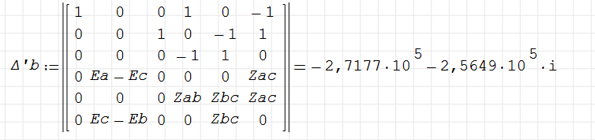 1 0 0 1 0 −1
0 0 1 0 −1 1
0 0 0 −1 1 0
Δ'b := 0 Ea − Ec 0 0 0 Zac = −2,7177·10^5 − 2,5649·10^5·i
0 0 0 Zab Zbc Zac
0 Ec − Eb 0 0 Zbc 0